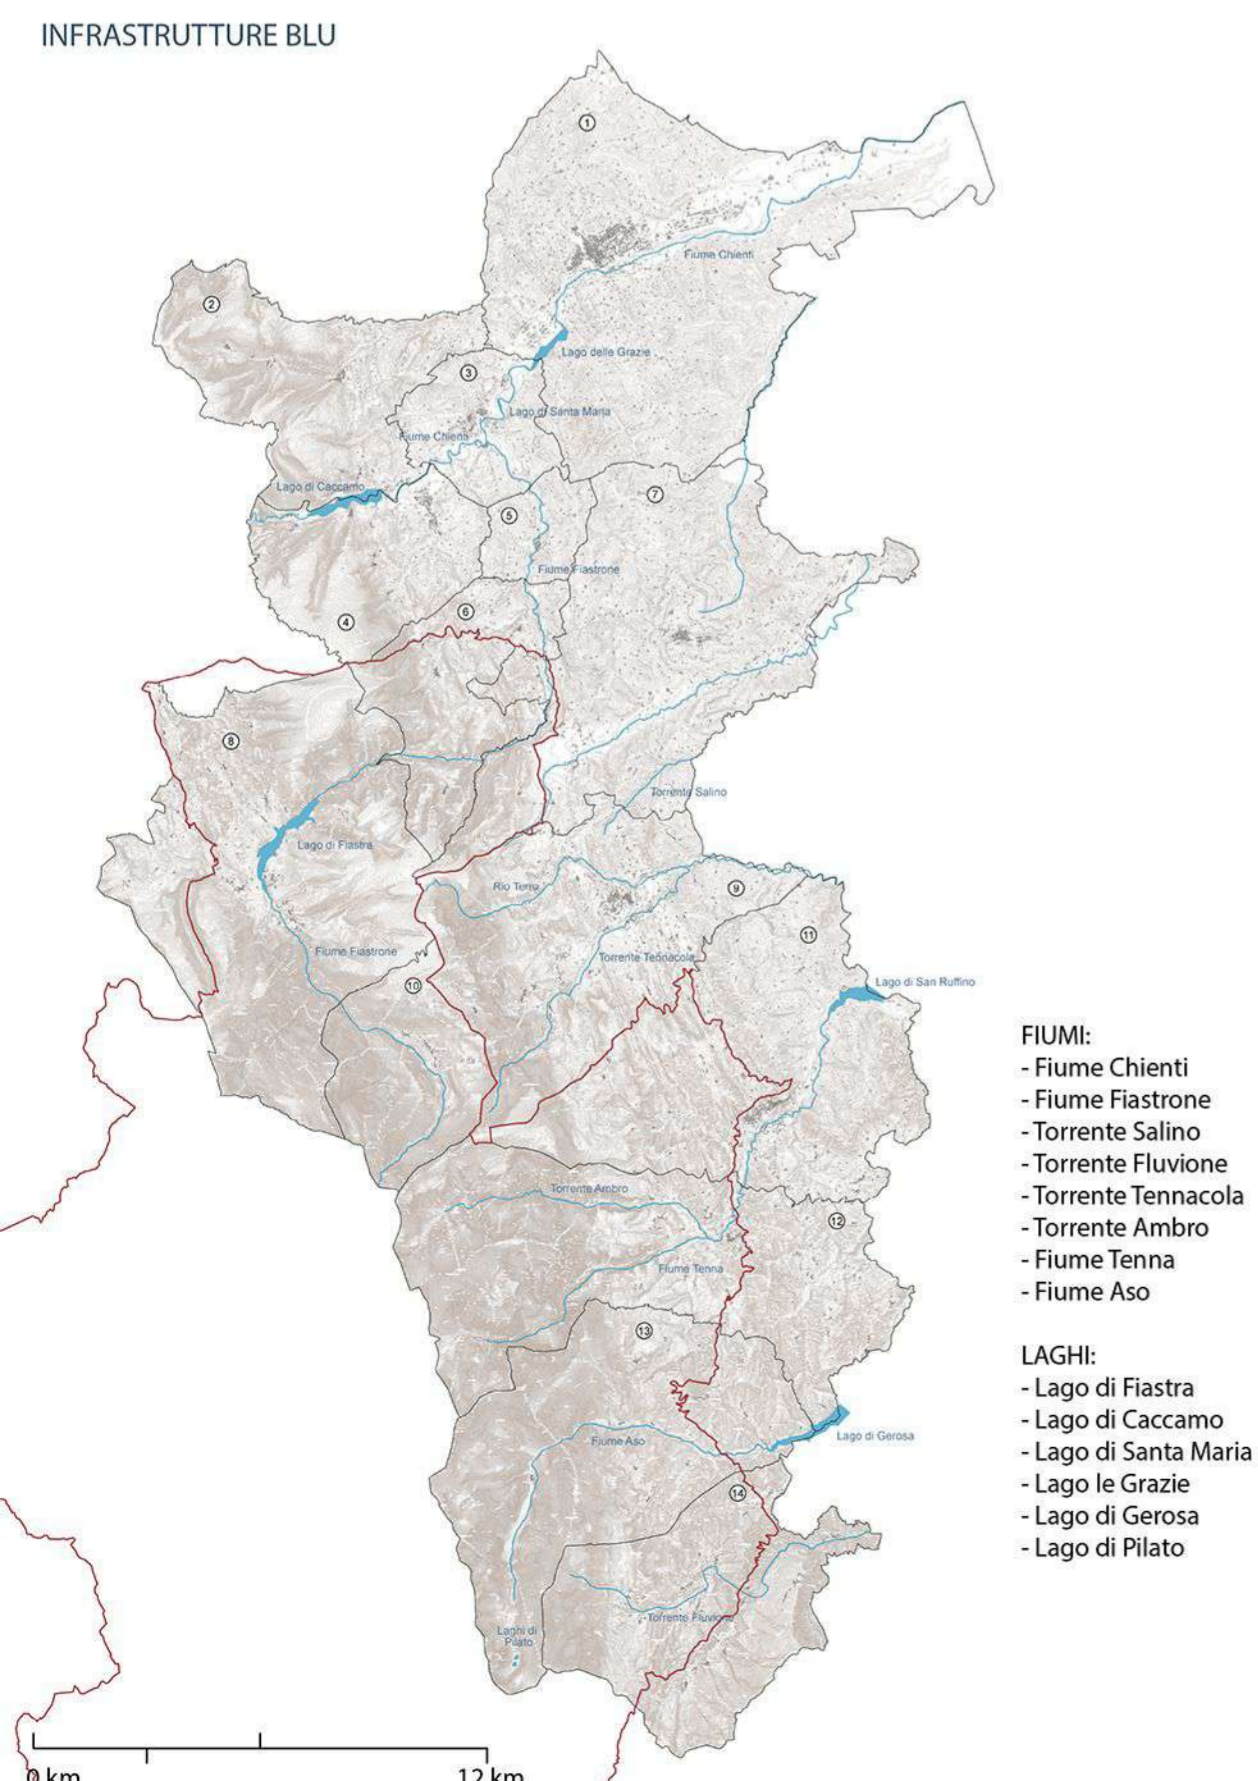 INFRASTRUTTURE BLU
1
Fiume Chienti
2
Lago delle Grazie
3
Lago di Santa Maria
Fiume Chienti
Lago di Caccamo
7
5
Fiume Fiastrone
6
4
8
Torrente Salino
Lago di Fiastra
Rio Terro
9
11
Fiume Fiastrone
Torrente Tennacola
10
Lago di San Ruffino
Torrente Ambro
12
Fiume Tenna
13
Fiume Aso
Lago di Gerosa
14
Torrente Fluvione
Laghi di
Pilato
FIUMI:
- Fiume Chienti
- Fiume Fiastrone
- Torrente Salino
- Torrente Fluvione
- Torrente Tennacola
- Torrente Ambro
- Fiume Tenna
- Fiume Aso
LAGHI:
- Lago di Fiastra
- Lago di Caccamo
- Lago di Santa Maria
- Lago le Grazie
- Lago di Gerosa
- Lago di Pilato
0 km
12 km